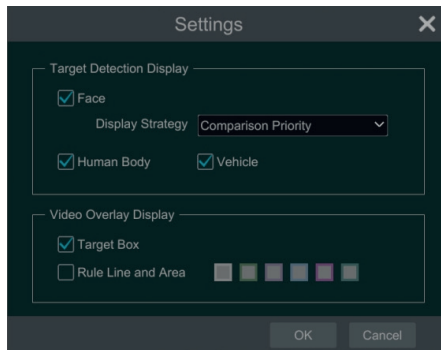 Settings
Target Detection Display
Face
Display Strategy Comparison Priority
Human Body Vehicle
Video Overlay Display
Target Box
Rule Line and Area
OK Cancel